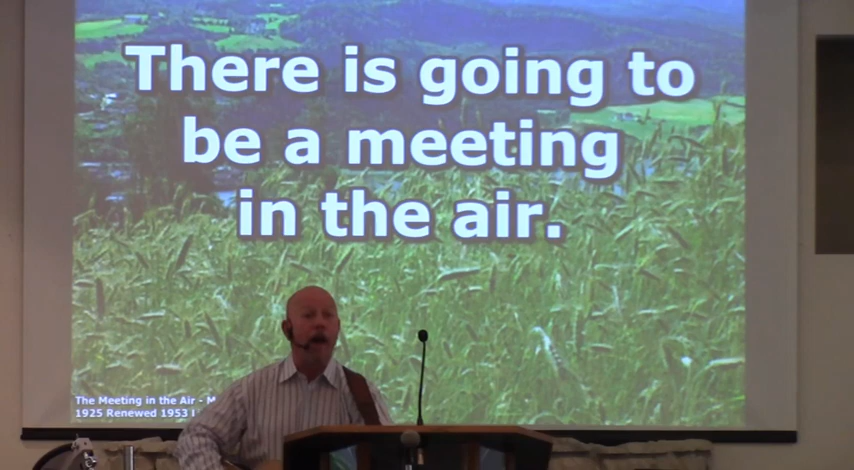 There is going to
be a meeting
in the air.
The Meeting in the Air -
1925 Renewed 1953